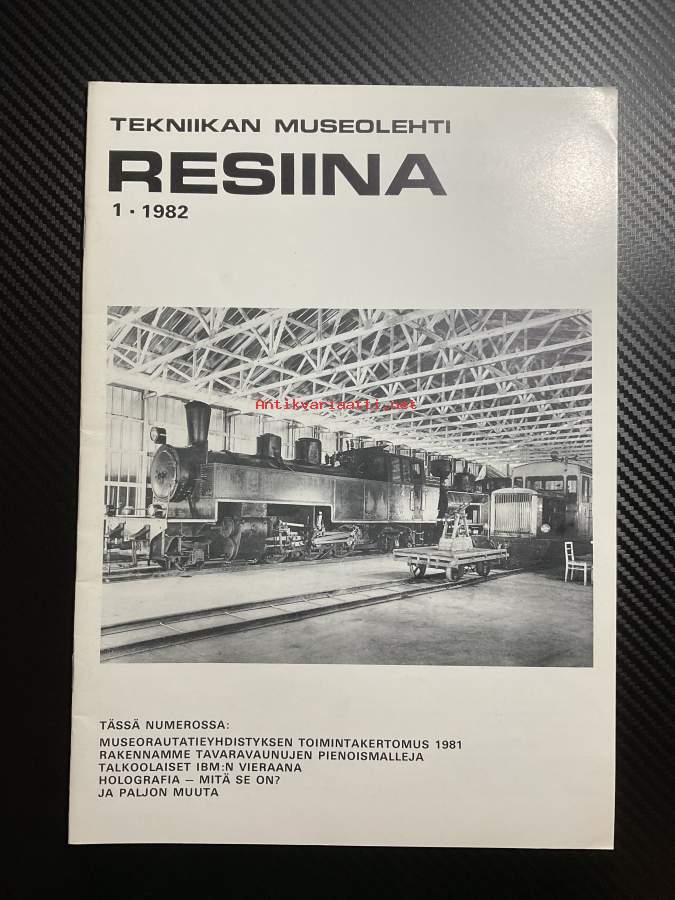 TEKNIIKAN MUSEOLEHTI
RESIINA
1 • 1982
Antikvariaatti.net
TÄSSÄ NUMEROSSA:
MUSEORAUTATIEYHDISTYKSEN TOIMINTAKERTOMUS 1981
RAKENNAMME TAVARAVAUNUJEN PIENOISMALLEJA
TALKOOLAISET IBM:N VIERAANA
HOLOGRAFIA – MITÄ SE ON?
JA PALJON MUUTA